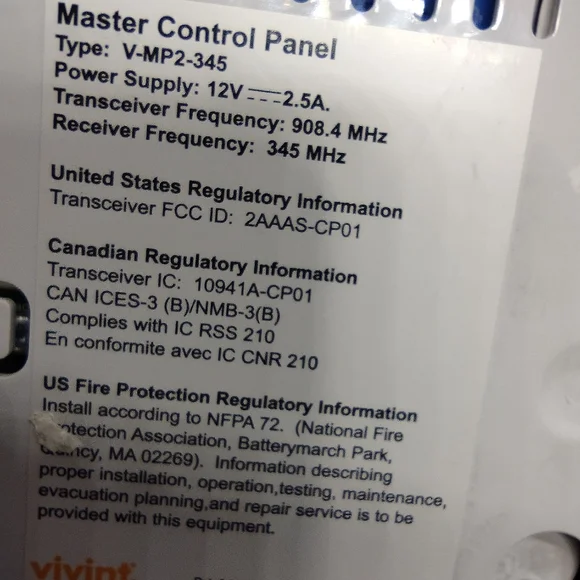 Master Control Panel
Type: V-MP2-345
Power Supply: 12V⎓2.5A.
Transceiver Frequency: 908.4 MHz
Receiver Frequency: 345 MHz
United States Regulatory Information
Transceiver FCC ID: 2AAAS-CP01
Canadian Regulatory Information
Transceiver IC: 10941A-CP01
CAN ICES-3 (B)/NMB-3(B)
Complies with IC RSS 210
En conformite avec IC CNR 210
US Fire Protection Regulatory Information
Install according to NFPA 72. (National Fire
Association, Batterymarch Park,
MA 02269). Information describing
proper installation, operation,testing, maintenance,
evacuation planning,and repair service is to be
provided with this equipment.
vivint